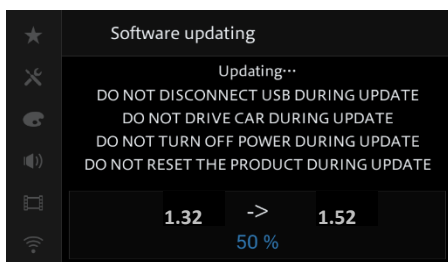 Software updating
Updating...
DO NOT DISCONNECT USB DURING UPDATE
DO NOT DRIVE CAR DURING UPDATE
DO NOT TURN OFF POWER DURING UPDATE
DO NOT RESET THE PRODUCT DURING UPDATE
1.32 -> 1.52
50 %